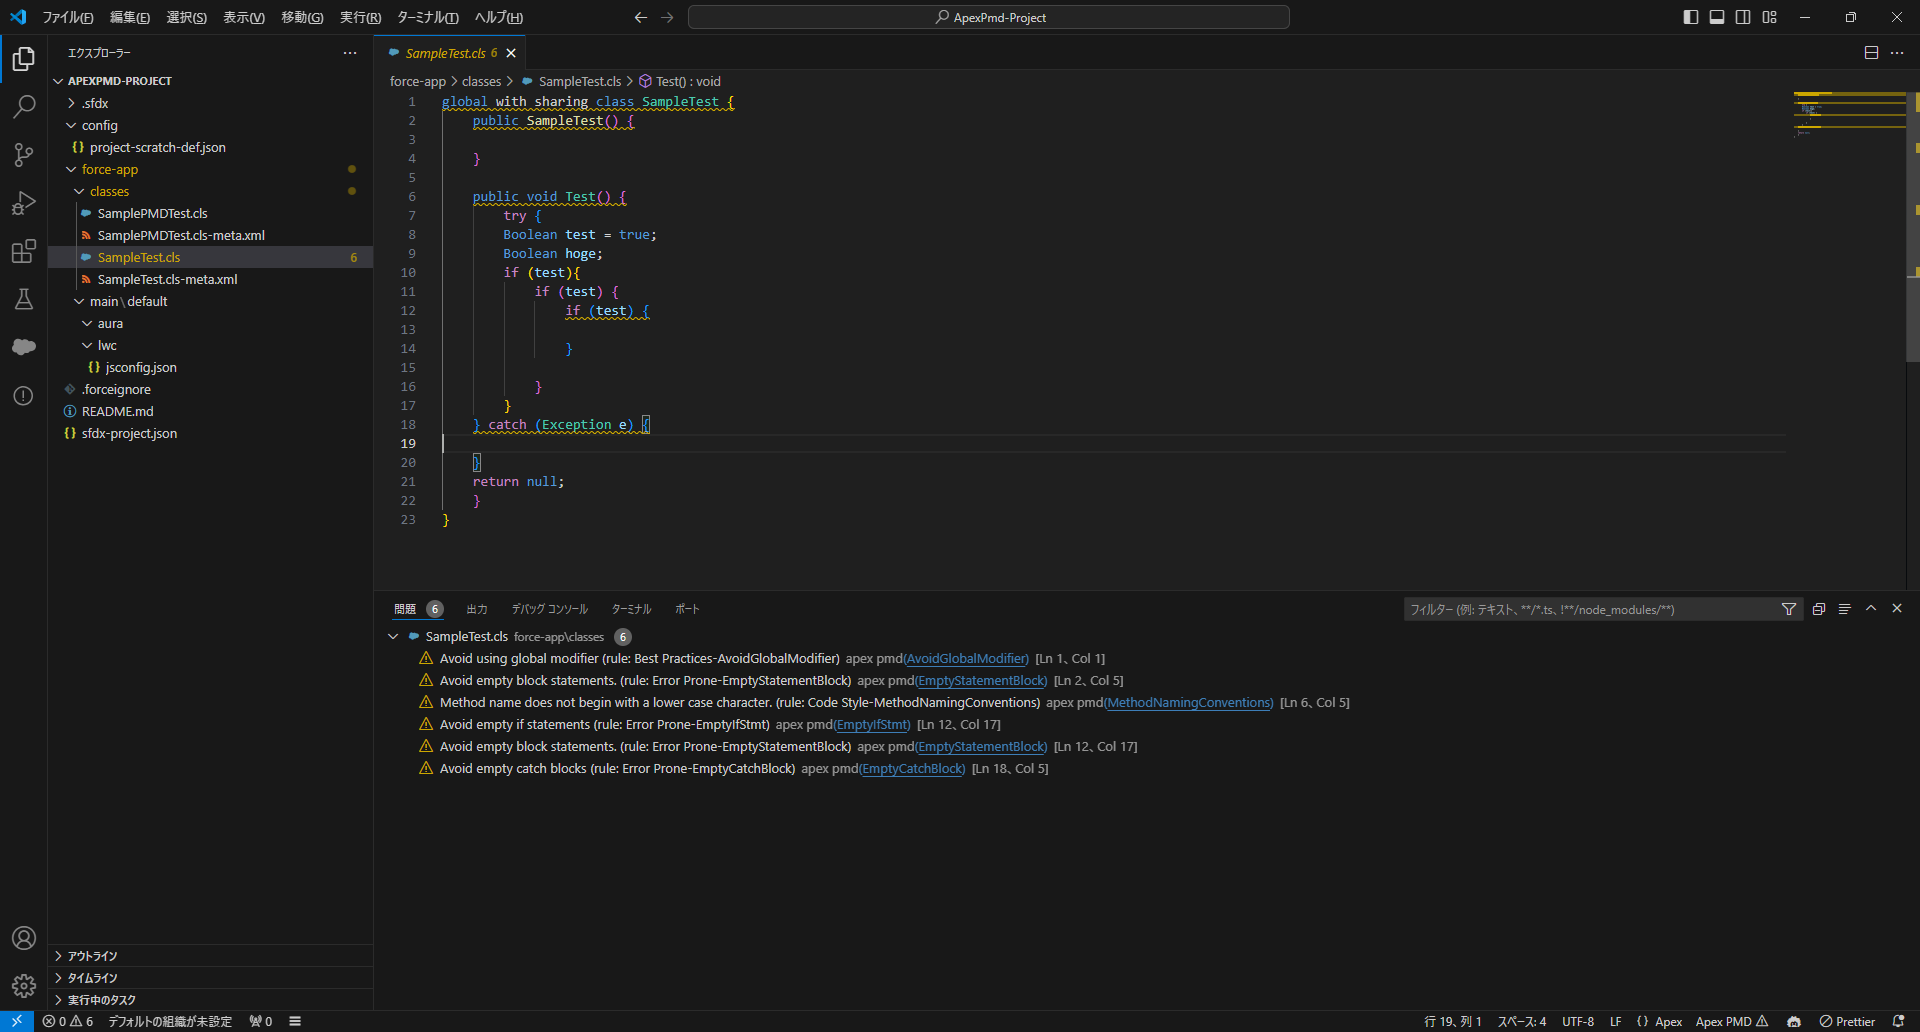 ファイル(F) 編集(E) 選択(S) 表示(V) 移動(G) 実行(R) ターミナル(T) ヘルプ(H) ApexPmd-Project
エクスプローラー
APEXPMD-PROJECT
.sfdx
config
{} project-scratch-def.json
force-app
classes
SamplePMDTest.cls
SamplePMDTest.cls-meta.xml
SampleTest.cls 6
SampleTest.cls-meta.xml
main\default
aura
lwc
{} jsconfig.json
.forceignore
README.md
{} sfdx-project.json
アウトライン
タイムライン
実行中のタスク
SampleTest.cls 6
force-app > classes > SampleTest.cls > Test() : void
1 global with sharing class SampleTest {
2 public SampleTest() {
3
4 }
5
6 public void Test() {
7 try {
8 Boolean test = true;
9 Boolean hoge;
10 if (test){
11 if (test) {
12 if (test) {
13
14 }
15
16 }
17 }
18 } catch (Exception e) {
19
20 }
21 return null;
22 }
23 }
問題 6 出力 デバッグ コンソール ターミナル ポート フィルター (例: テキスト、**/*.ts、!**/node_modules/**)
SampleTest.cls force-app\classes 6
Avoid using global modifier (rule: Best Practices-AvoidGlobalModifier) apex pmd(AvoidGlobalModifier) [Ln 1、Col 1]
Avoid empty block statements. (rule: Error Prone-EmptyStatementBlock) apex pmd(EmptyStatementBlock) [Ln 2、Col 5]
Method name does not begin with a lower case character. (rule: Code Style-MethodNamingConventions) apex pmd(MethodNamingConventions) [Ln 6、Col 5]
Avoid empty if statements (rule: Error Prone-EmptyIfStmt) apex pmd(EmptyIfStmt) [Ln 12、Col 17]
Avoid empty block statements. (rule: Error Prone-EmptyStatementBlock) apex pmd(EmptyStatementBlock) [Ln 12、Col 17]
Avoid empty catch blocks (rule: Error Prone-EmptyCatchBlock) apex pmd(EmptyCatchBlock) [Ln 18、Col 5]
0 6 デフォルトの組織が未設定 0 行 19、列 1 スペース: 4 UTF-8 LF {} Apex Apex PMD Prettier